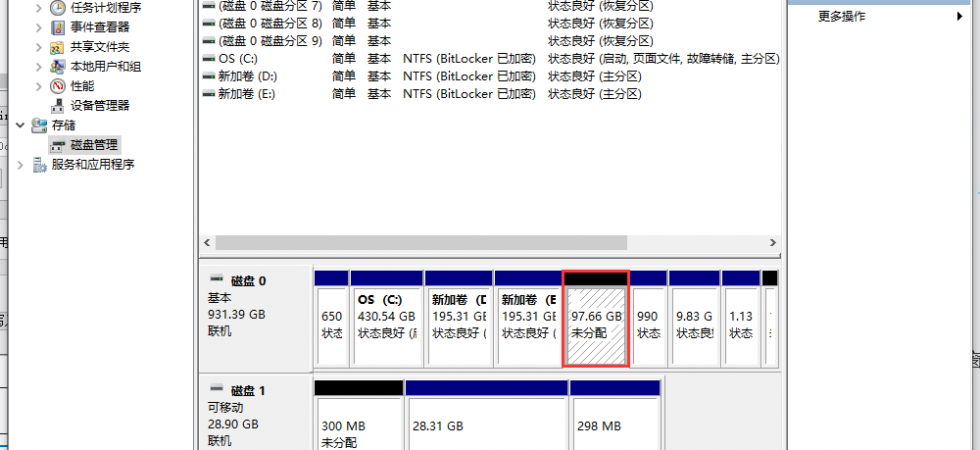 任务计划程序
事件查看器
共享文件夹
本地用户和组
性能
设备管理器
存储
磁盘管理
服务和应用程序
(磁盘 0 磁盘分区 7) 简单 基本 状态良好 (恢复分区)
(磁盘 0 磁盘分区 8) 简单 基本 状态良好 (恢复分区)
(磁盘 0 磁盘分区 9) 简单 基本 状态良好 (恢复分区)
OS (C:) 简单 基本 NTFS (BitLocker 已加密) 状态良好 (启动, 页面文件, 故障转储, 主分区)
新加卷 (D:) 简单 基本 NTFS (BitLocker 已加密) 状态良好 (主分区)
新加卷 (E:) 简单 基本 NTFS (BitLocker 已加密) 状态良好 (主分区)
更多操作
磁盘 0
基本
931.39 GB
联机
650
状态
OS (C:)
430.54 GB
状态良好 (
新加卷 (D
195.31 GB
状态良好 (
新加卷 (E
195.31 GB
状态良好 (
97.66 GB
未分配
990
状态
9.83 G
状态良
1.13
状态
磁盘 1
可移动
28.90 GB
联机
300 MB
未分配
28.31 GB
298 MB